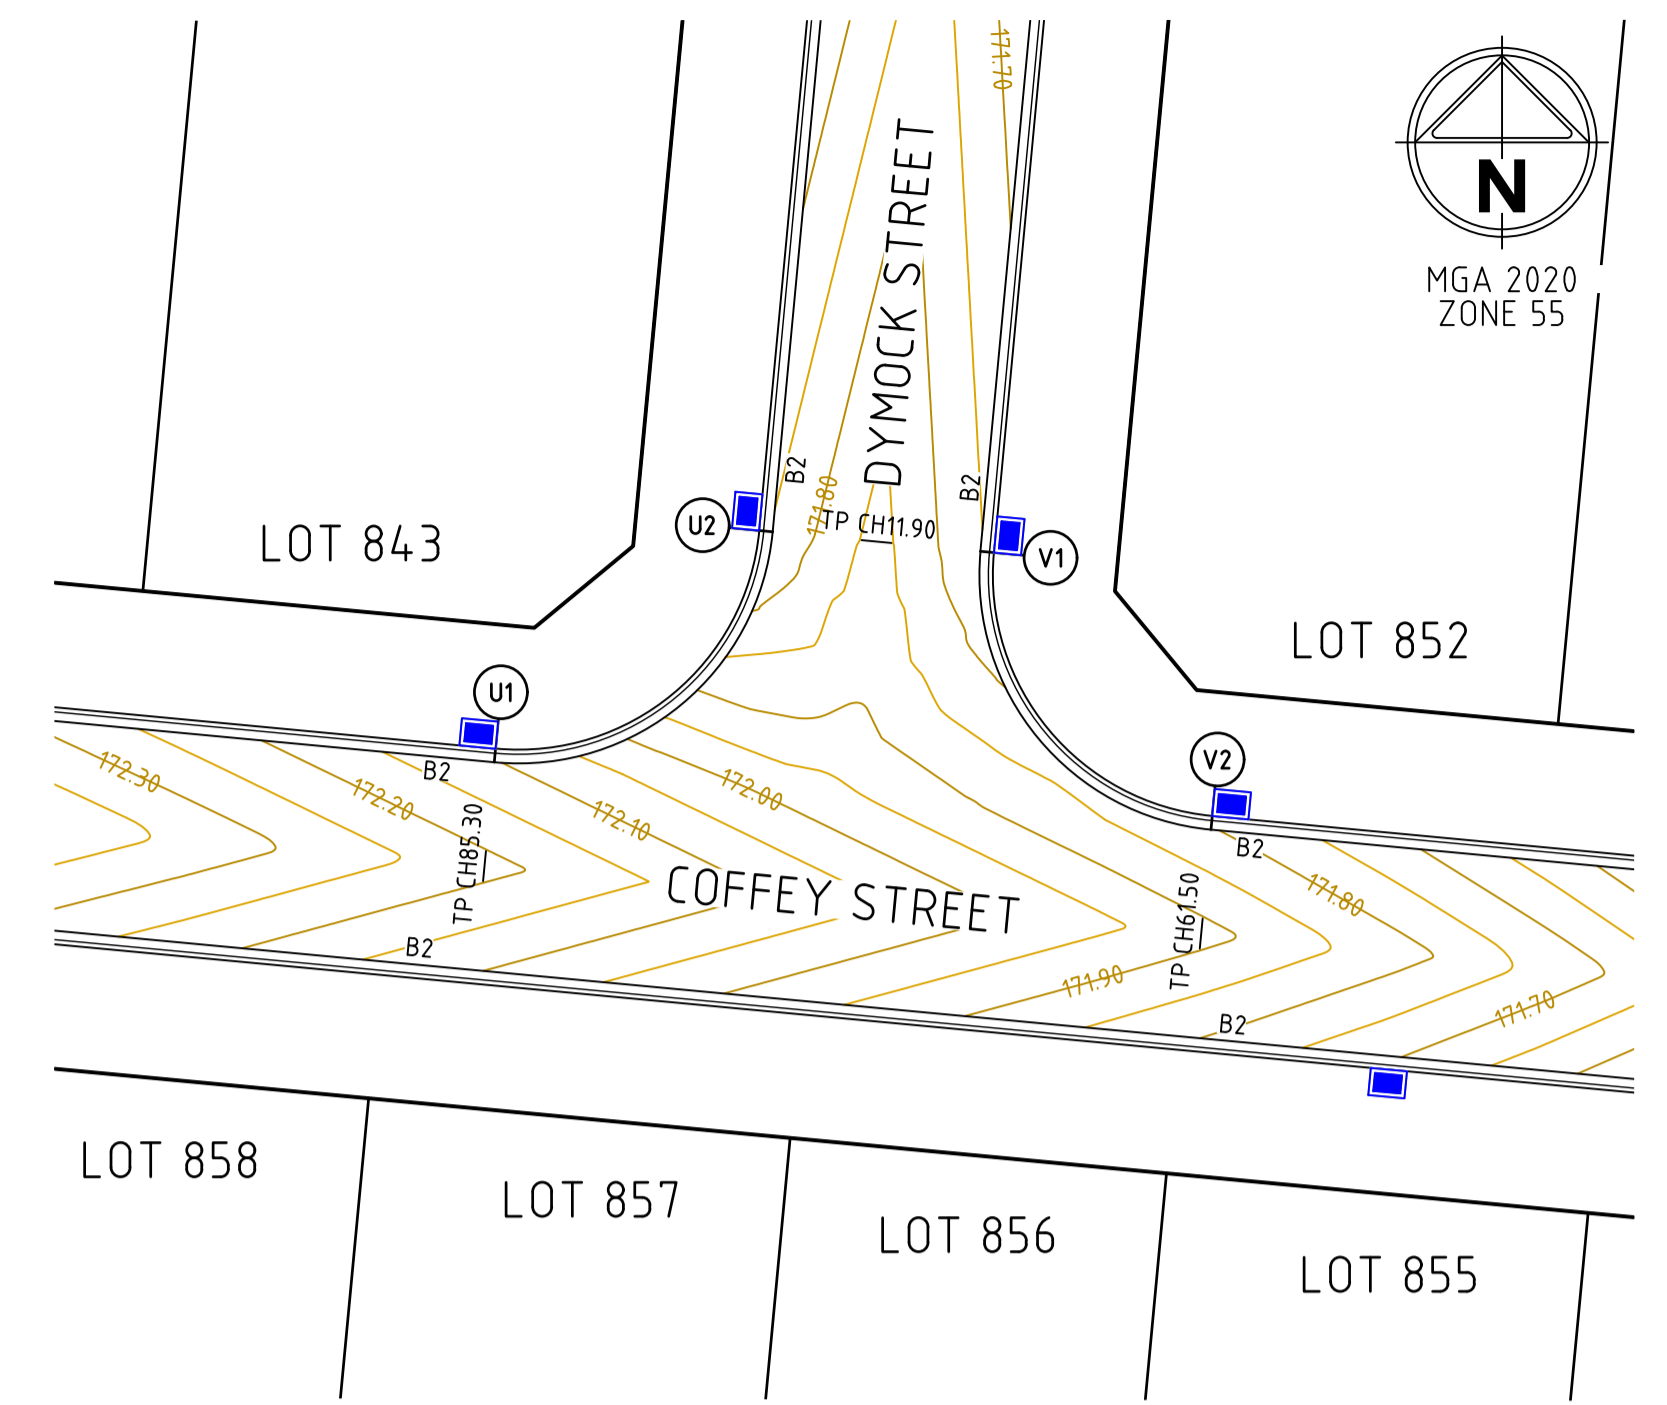 171.70
DYMOCK STREET
N
MGA 2020
ZONE 55
B2
B2
171.80
U2
TP CH11.90
V1
LOT 843
LOT 852
U1
V2
172.30
B2
172.20
172.10
172.00
TP CH85.30
B2
171.80
COFFEY STREET
TP CH61.50
B2
171.90
171.70
B2
LOT 858
LOT 857
LOT 856
LOT 855